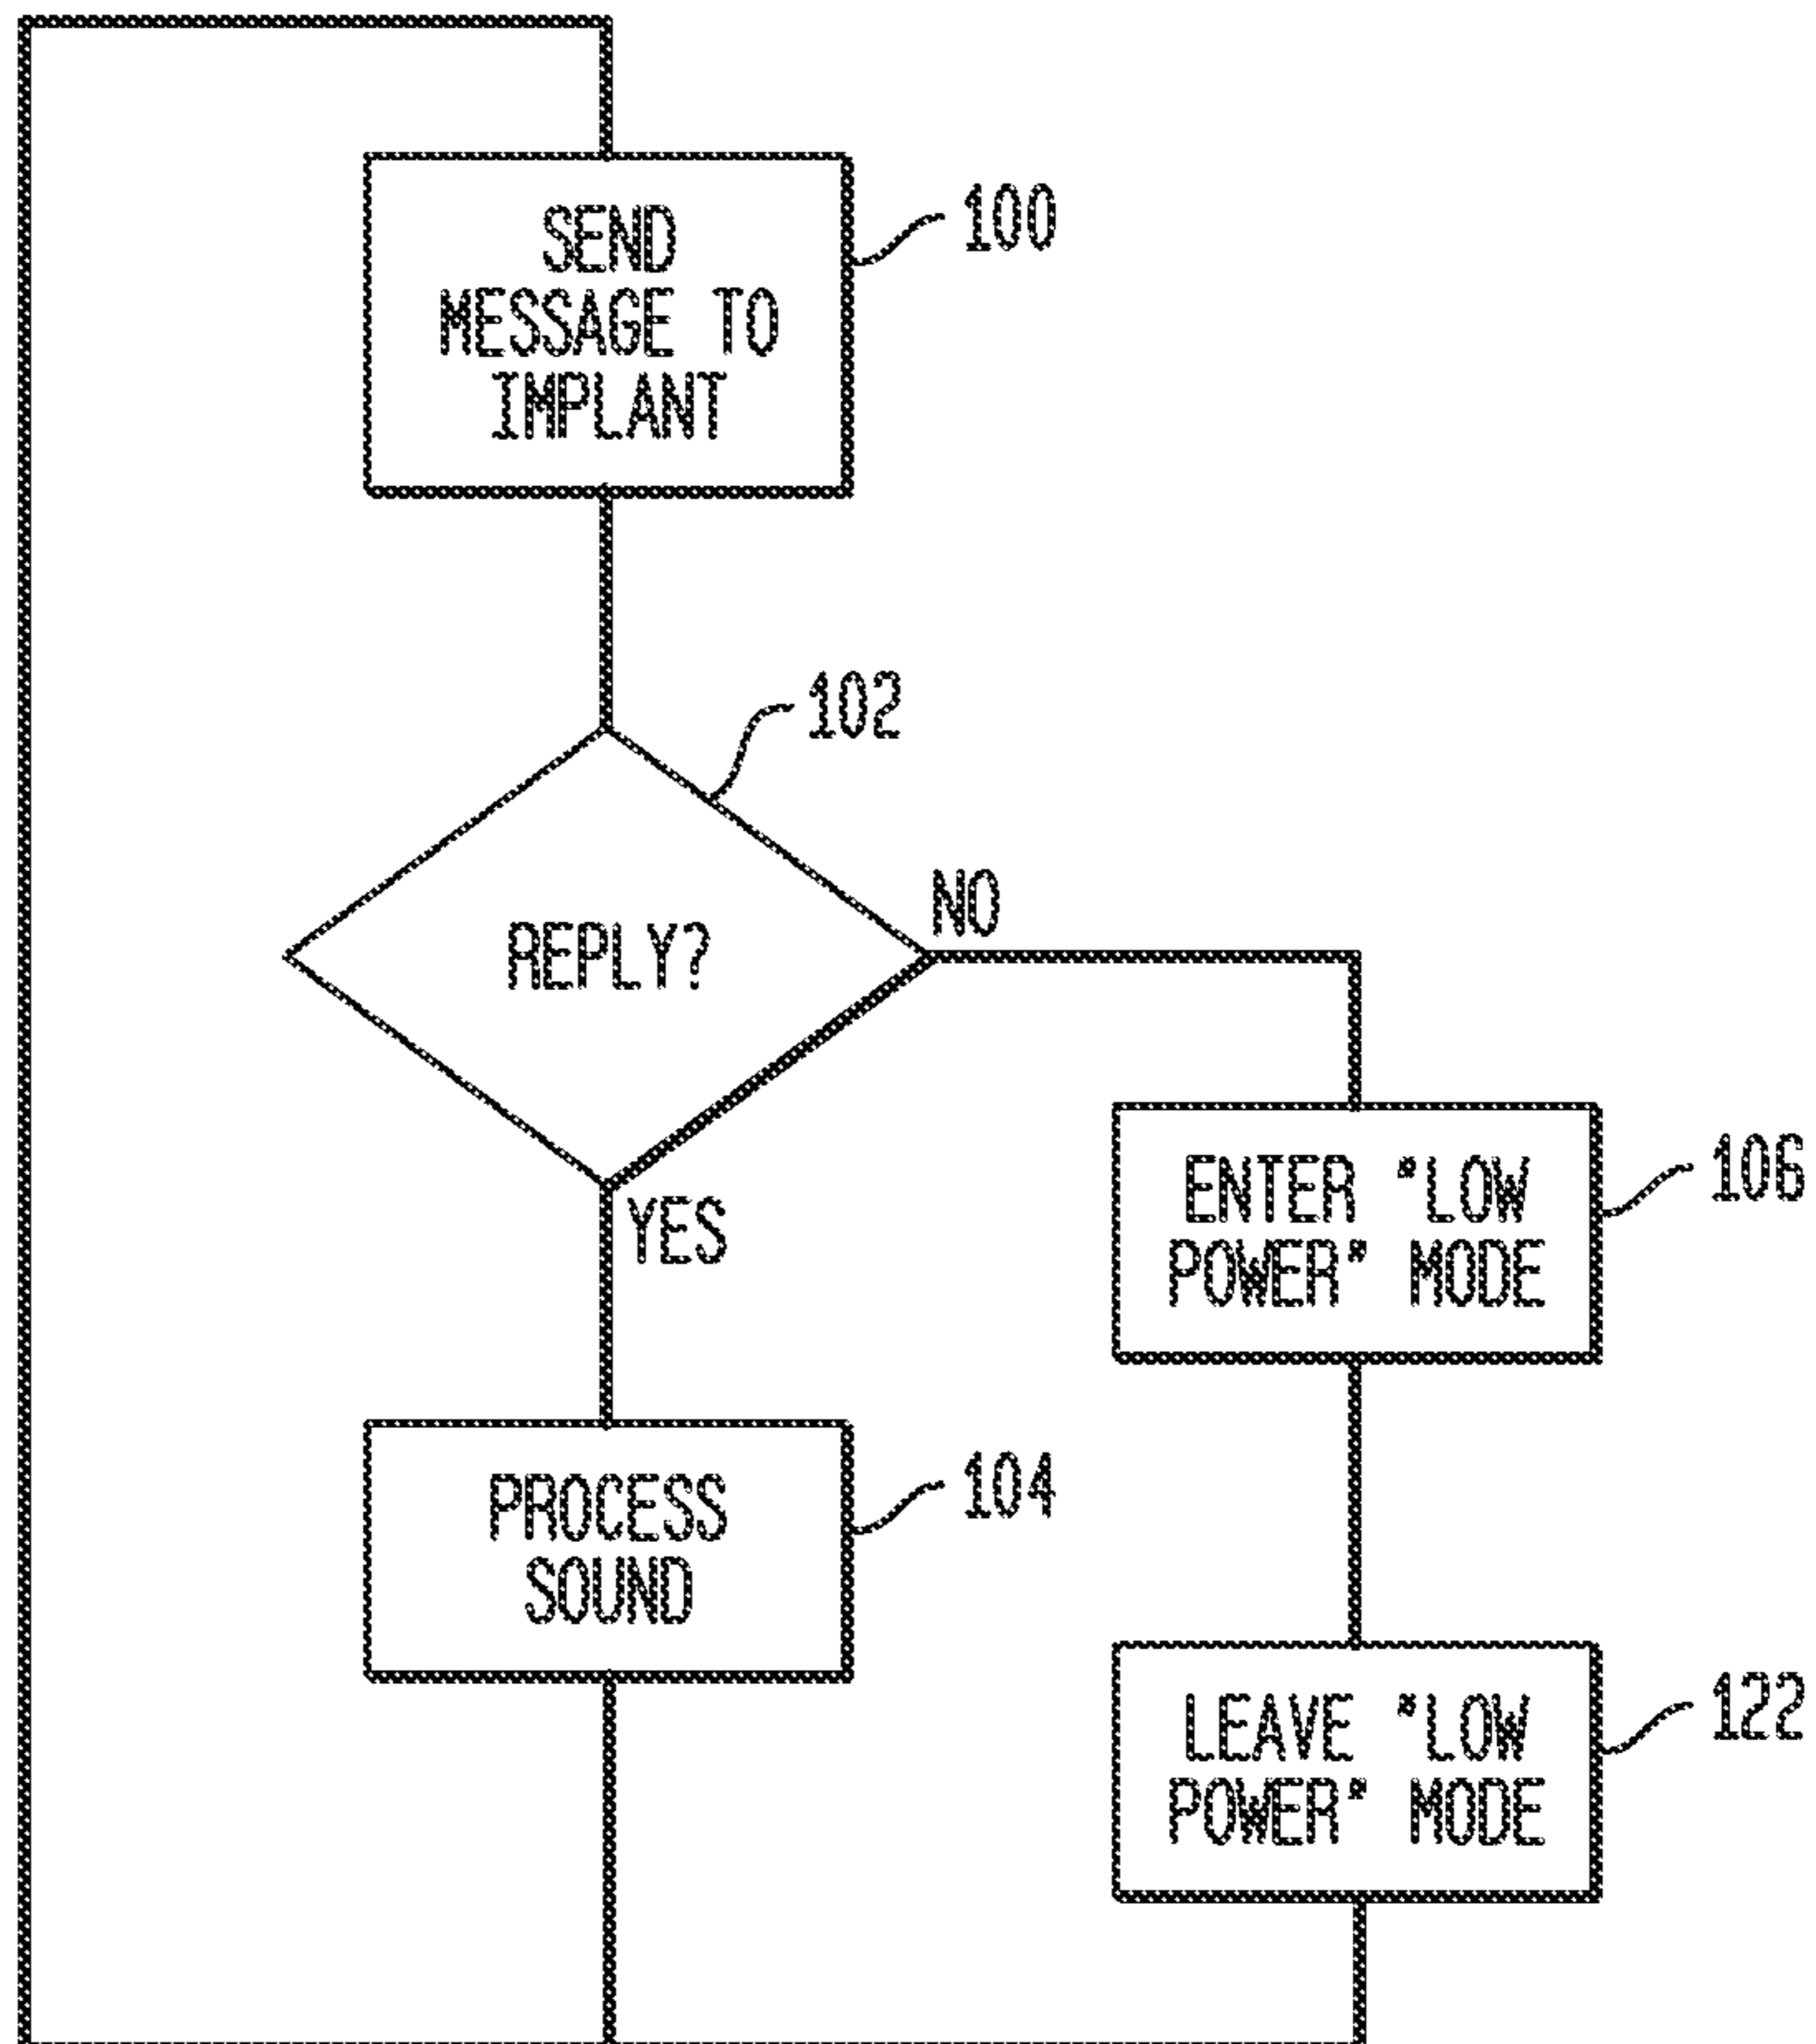 SEND
MESSAGE TO
IMPLANT
100
102
REPLY?
NO
YES
ENTER "LOW
POWER" MODE
106
PROCESS
SOUND
104
LEAVE "LOW
POWER" MODE
122